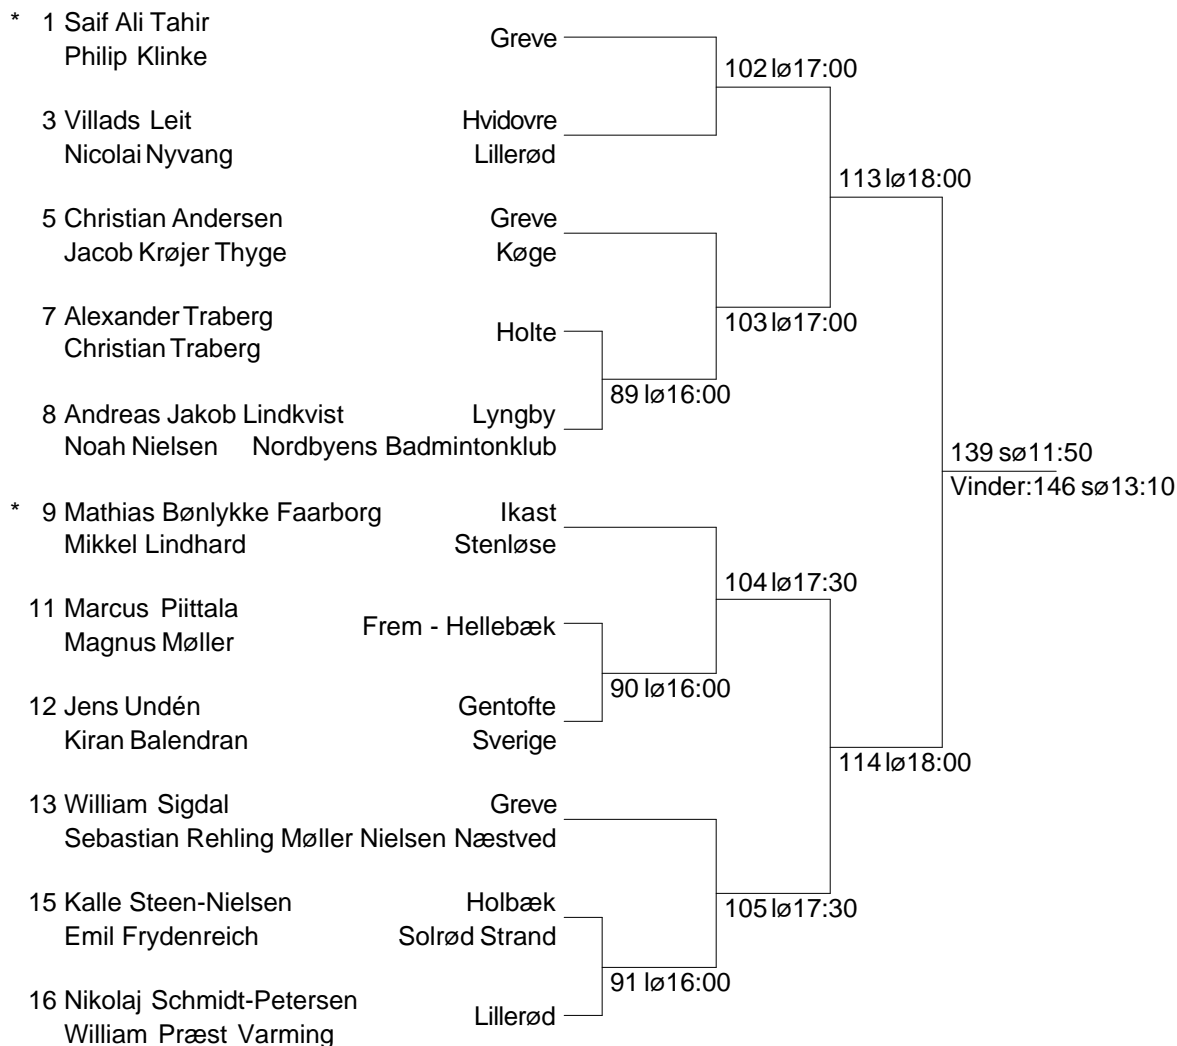 * 1 Saif Ali Tahir Greve
Philip Klinke
102 lø17:00
3 Villads Leit Hvidovre
Nicolai Nyvang Lillerød
113 lø18:00
5 Christian Andersen Greve
Jacob Krøjer Thyge Køge
7 Alexander Traberg Holte
Christian Traberg
103 lø17:00
89 lø16:00
8 Andreas Jakob Lindkvist Lyngby
Noah Nielsen Nordbyens Badmintonklub
139 sø11:50
Vinder:146 sø13:10
* 9 Mathias Bønlykke Faarborg Ikast
Mikkel Lindhard Stenløse
104 lø17:30
11 Marcus Piittala Frem - Hellebæk
Magnus Møller
90 lø16:00
12 Jens Undén Gentofte
Kiran Balendran Sverige
114 lø18:00
13 William Sigdal Greve
Sebastian Rehling Møller Nielsen Næstved
15 Kalle Steen-Nielsen Holbæk
105 lø17:30
Emil Frydenreich Solrød Strand
91 lø16:00
16 Nikolaj Schmidt-Petersen Lillerød
William Præst Varming